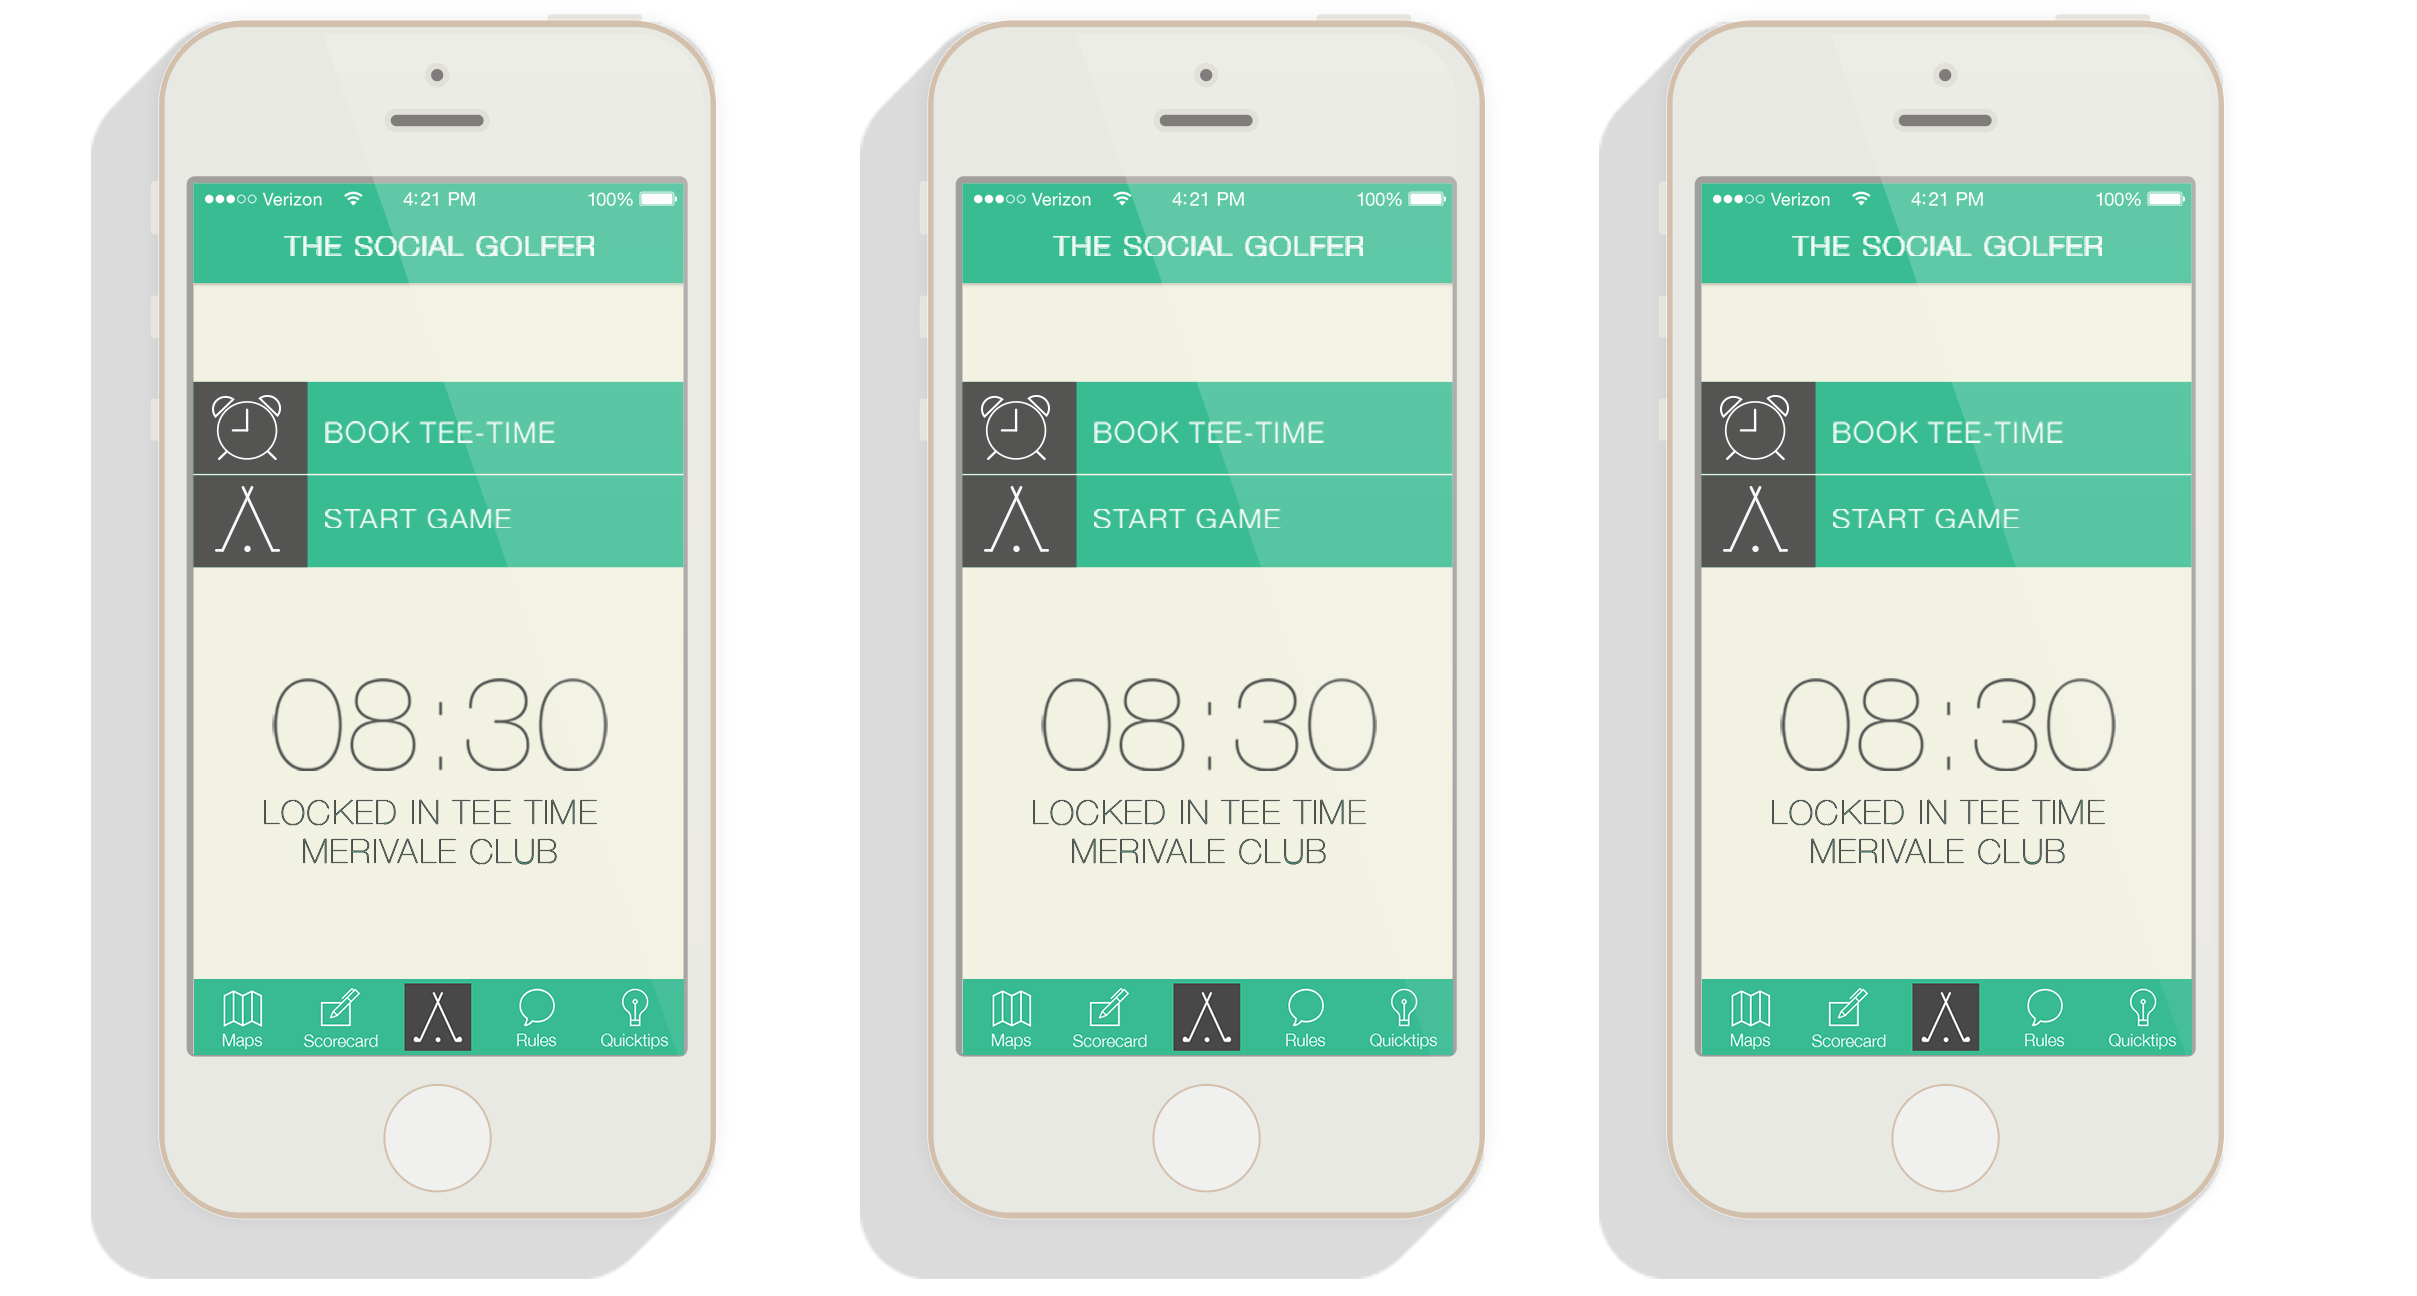 Verizon 4:21 PM 100%
THE SOCIAL GOLFER
BOOK TEE-TIME
START GAME
08:30
LOCKED IN TEE TIME
MERIVALE CLUB
Maps Scorecard Rules Quicktips
Verizon 4:21 PM 100%
THE SOCIAL GOLFER
BOOK TEE-TIME
START GAME
08:30
LOCKED IN TEE TIME
MERIVALE CLUB
Maps Scorecard Rules Quicktips
Verizon 4:21 PM 100%
THE SOCIAL GOLFER
BOOK TEE-TIME
START GAME
08:30
LOCKED IN TEE TIME
MERIVALE CLUB
Maps Scorecard Rules Quicktips